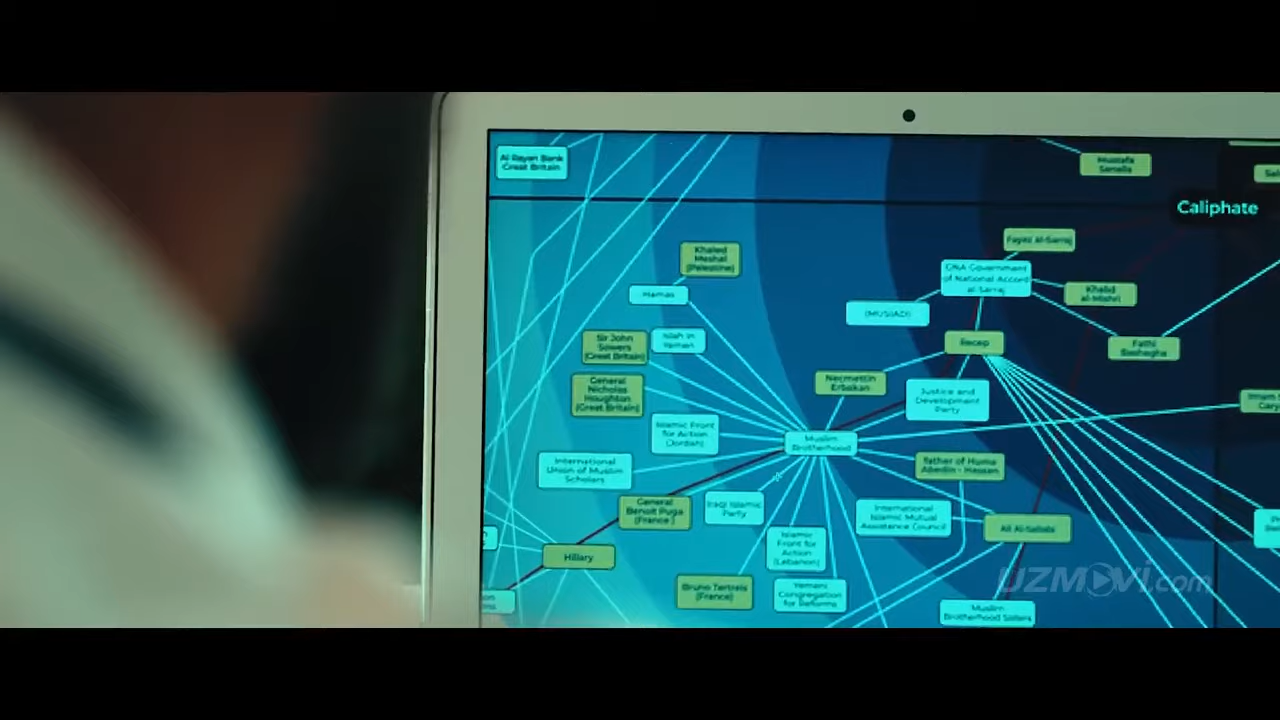 Al Rayan Bank
Great Britain
Mustafa
Sanalla
Caliphate
Fayez Al-Sarraj
GNA Government
of National Accord
al-Sarraj
Khaled
Meshal
(Palestine)
Hamas
Khalid
al-Mishri
(MUSIAD)
Sir John
Sawers
(Great Britain)
Islah in
Yemen
Recep
Fathi
Bashagha
General
Nicholas
Houghton
(Great Britain)
Necmettin
Erbakan
Justice and
Development
Party
Islamic Front
for Action
(Jordan)
Muslim
Brotherhood
International
Union of Muslim
Scholars
father of Huma
Abedin - Hassan
General
Benoit Puga
(France )
Iraqi Islamic
Party
International
Islamic Mutual
Assistance Council
Ali Al-Sallabi
Islamic
Front for
Action
(Lebanon)
Hillary
Bruno Tertrais
(France)
Yemeni
Congregation
for Reforms
Muslim
Brotherhood Sisters
UZMOVi.com